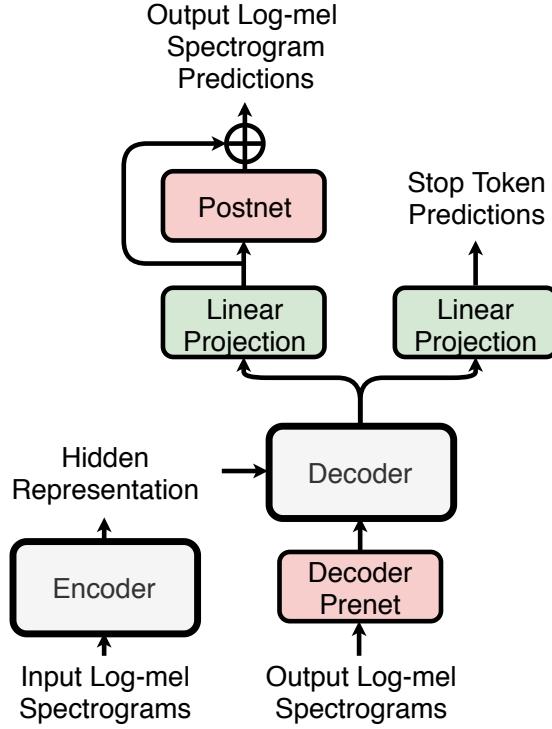 Output Log-mel
Spectrogram
Predictions
Postnet
Stop Token
Predictions
Linear
Projection
Linear
Projection
Hidden
Representation
Decoder
Encoder
Decoder
Prenet
Input Log-mel
Spectrograms
Output Log-mel
Spectrograms